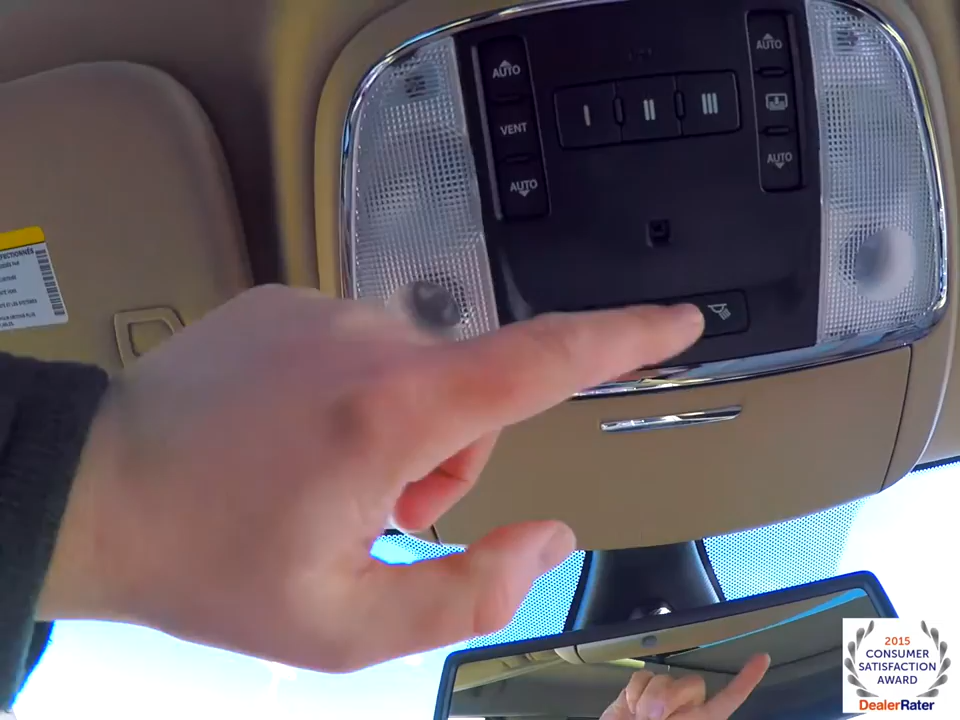 AUTO
VENT
AUTO
I
II
III
AUTO
AUTO
2015
CONSUMER
SATISFACTION
AWARD
DealerRater